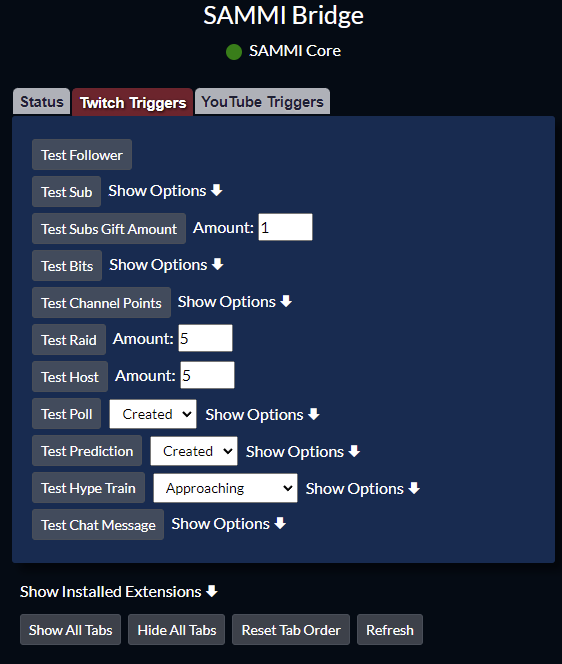 SAMMI Bridge
SAMMI Core
Status Twitch Triggers YouTube Triggers
Test Follower
Test Sub Show Options
Test Subs Gift Amount Amount: 1
Test Bits Show Options
Test Channel Points Show Options
Test Raid Amount: 5
Test Host Amount: 5
Test Poll Created Show Options
Test Prediction Created Show Options
Test Hype Train Approaching Show Options
Test Chat Message Show Options
Show Installed Extensions
Show All Tabs Hide All Tabs Reset Tab Order Refresh